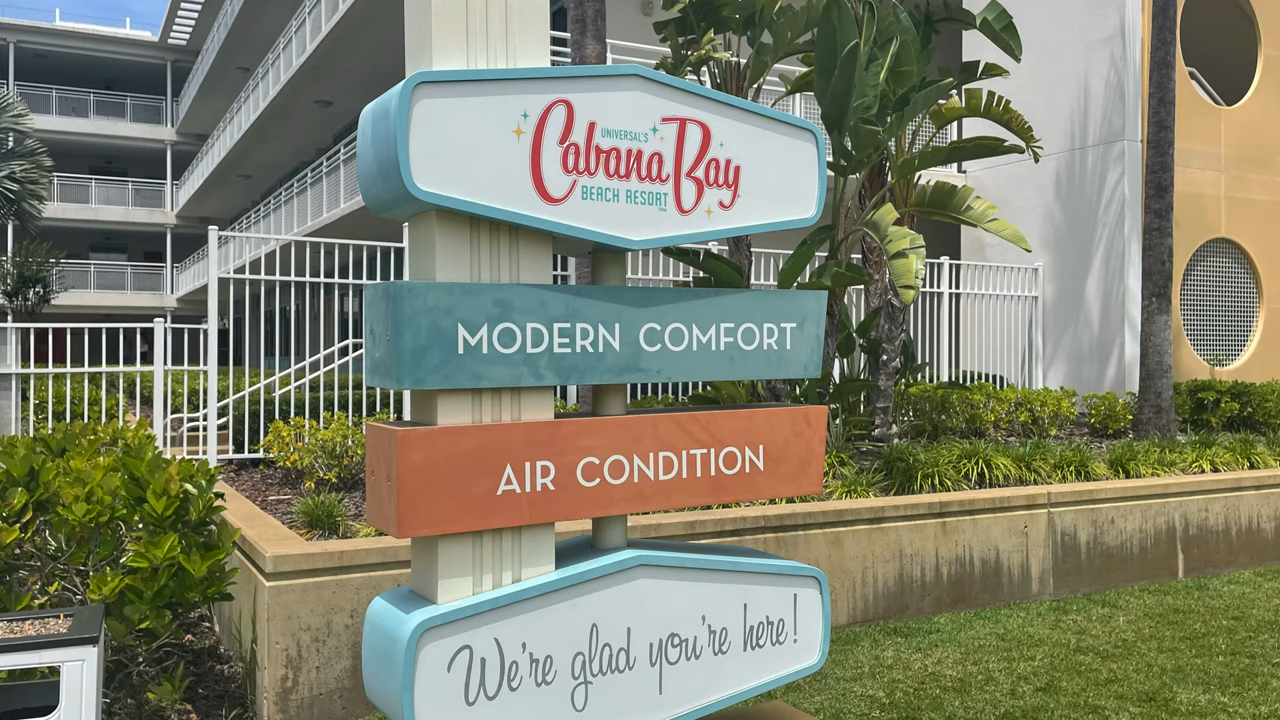 UNIVERSAL'S
Cabana Bay
BEACH RESORT
MODERN COMFORT
AIR CONDITION
We're glad you're here!